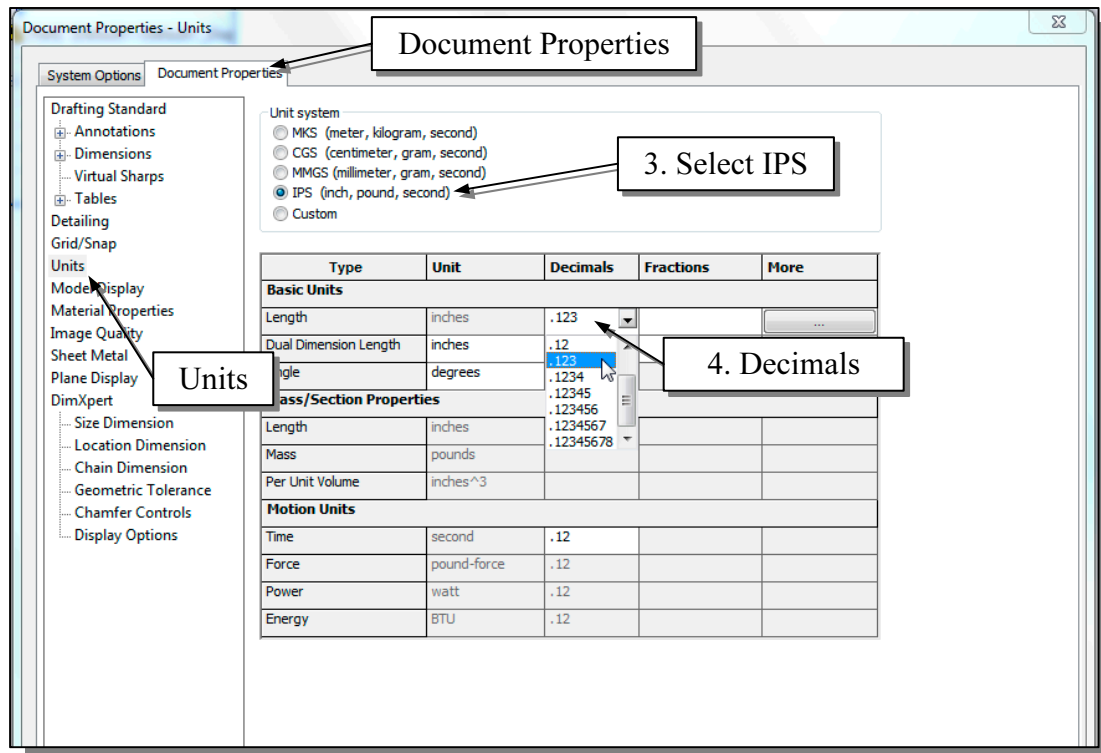 Document Properties - Units
Document Properties
System Options
Document Properties
Drafting Standard
Annotations
Dimensions
Virtual Sharps
Tables
Detailing
Grid/Snap
Units
Model Display
Material Properties
Image Quality
Sheet Metal
Plane Display
DimXpert
Size Dimension
Location Dimension
Chain Dimension
Geometric Tolerance
Chamfer Controls
Display Options
Units
Unit system
MKS (meter, kilogram, second)
CGS (centimeter, gram, second)
MMGS (millimeter, gram, second)
IPS (inch, pound, second)
Custom
3. Select IPS
Type Unit Decimals Fractions More
Basic Units
Length inches .123 ...
Dual Dimension Length inches .12
.123
degrees .1234
.12345
Mass/Section Properties
.123456
Length inches .1234567
.12345678
Mass pounds
Per Unit Volume inches^3
4. Decimals
Motion Units
Time second .12
Force pound-force .12
Power watt .12
Energy BTU .12